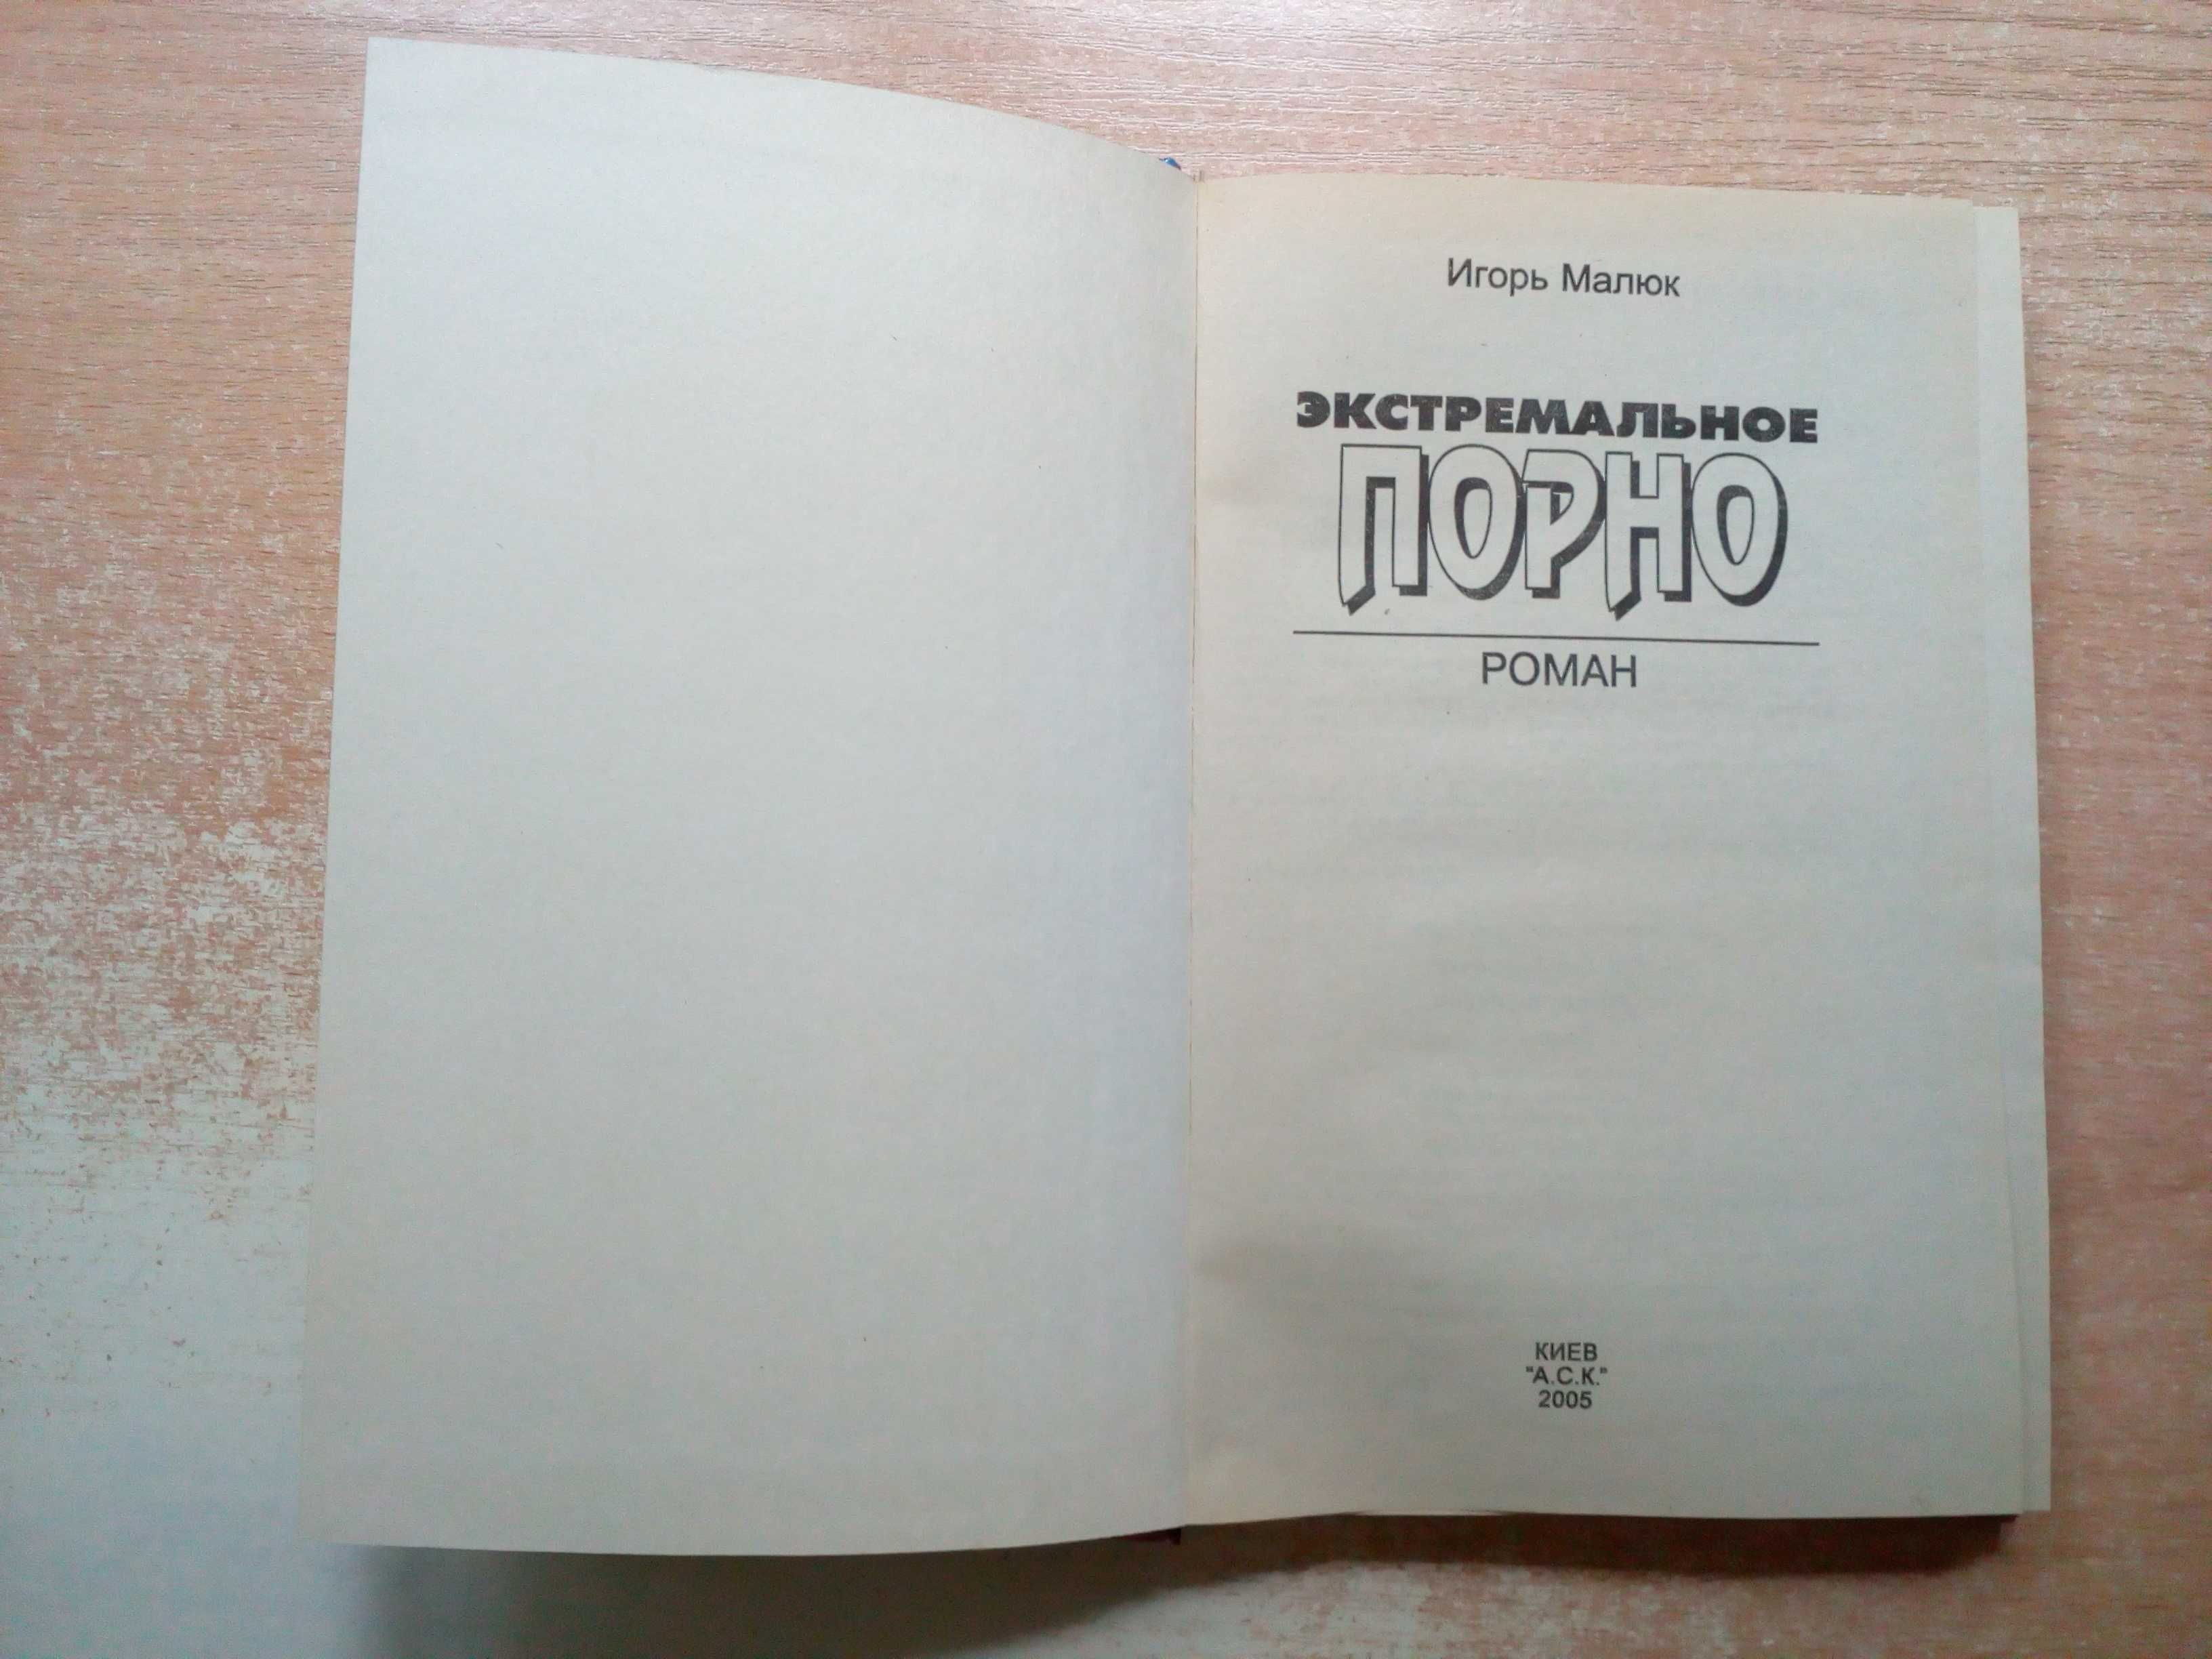 Игорь Малюк
ЭКСТРЕМАЛЬНОЕ
ПОРНО
РОМАН
КИЕВ
"А.С.К."
2005